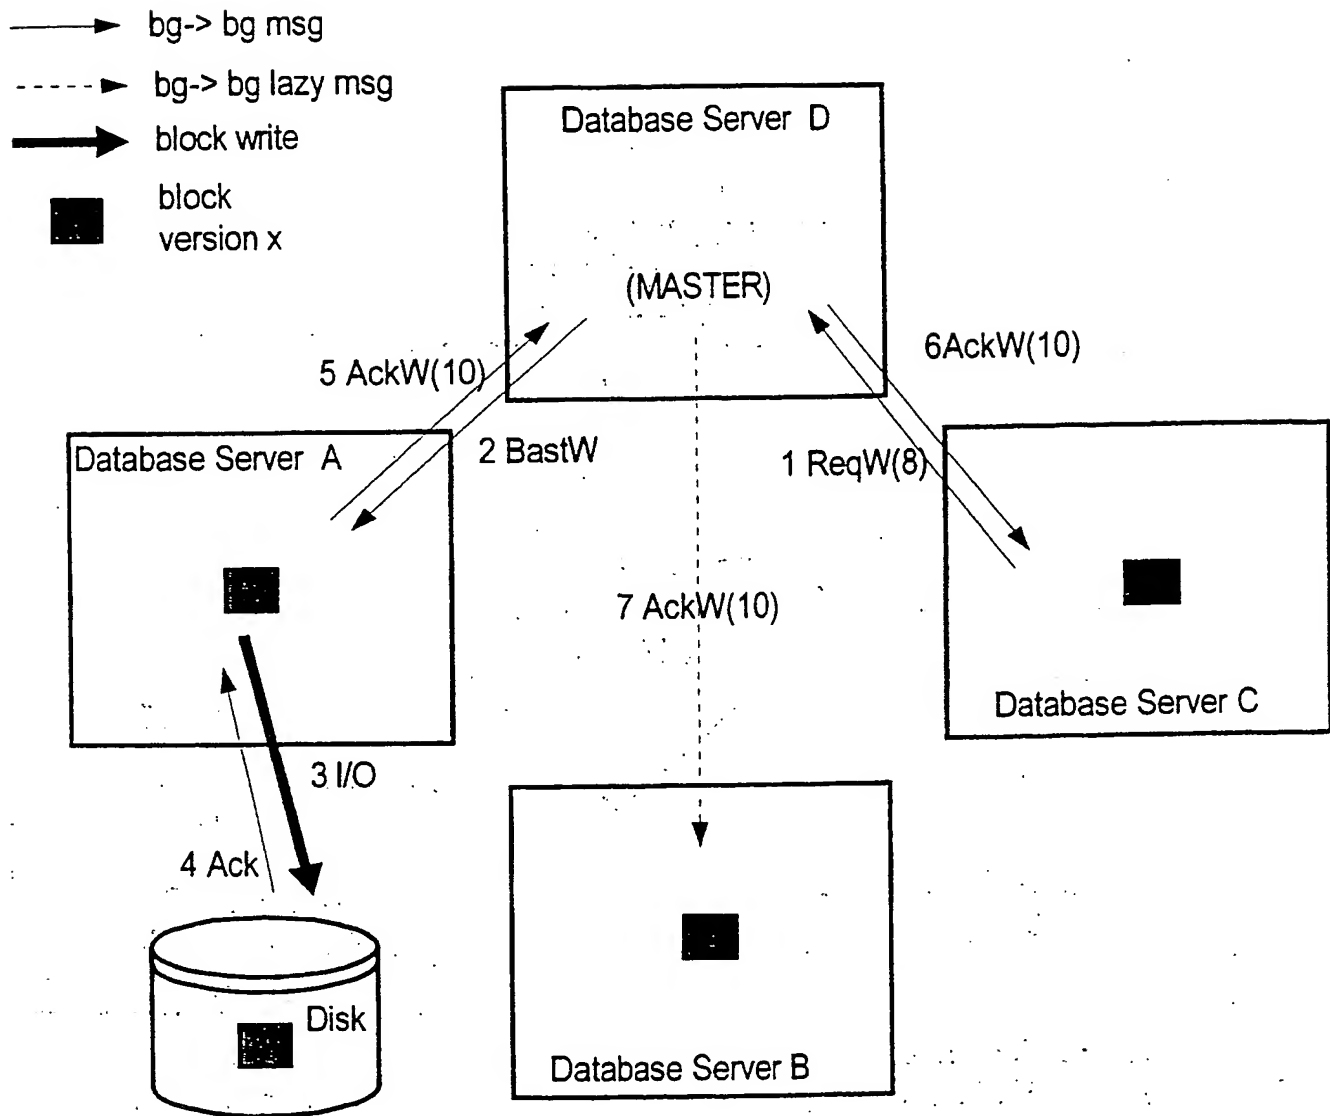 bg-> bg msg
bg-> bg lazy msg
block write
block
version x
Database Server D
(MASTER)
5 AckW(10)
6AckW(10)
Database Server A
2 BastW
1 ReqW(8)
7 AckW(10)
Database Server C
3 I/O
4 Ack
Disk
Database Server B